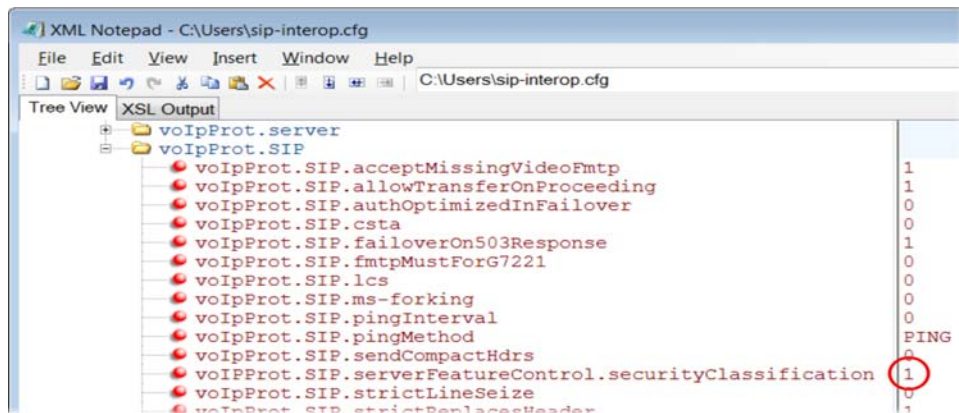 XML Notepad - C:\Users\sip-interop.cfg
File Edit View Insert Window Help
C:\Users\sip-interop.cfg
Tree View XSL Output
voIpProt.server
voIpProt.SIP
voIpProt.SIP.acceptMissingVideoFmtp 1
voIpProt.SIP.allowTransferOnProceeding 1
voIpProt.SIP.authOptimizedInFailover 0
voIpProt.SIP.csta 0
voIpProt.SIP.failoverOn503Response 1
voIpProt.SIP.fmtpMustForG7221 0
voIpProt.SIP.lcs 0
voIpProt.SIP.ms-forking 0
voIpProt.SIP.pingInterval 0
voIpProt.SIP.pingMethod PING
voIpProt.SIP.sendCompactHdrs 0
voIPProt.SIP.serverFeatureControl.securityClassification 1
voIpProt.SIP.strictLineSeize 0
voIpProt.SIP.strictReplacesHeader 1